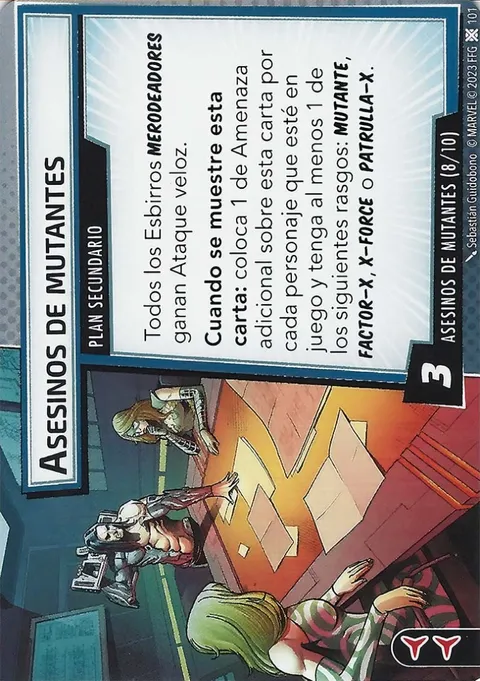 ASESINOS DE MUTANTES
PLAN SECUNDARIO
Todos los Esbirros MERODEADORES
ganan Ataque veloz.
Cuando se muestre esta
carta: coloca 1 de Amenaza
adicional sobre esta carta por
cada personaje que esté en
juego y tenga al menos 1 de
los siguientes rasgos: MUTANTE,
FACTOR-X, X-FORCE o PATRULLA-X.
3
ASESINOS DE MUTANTES (8/10)
Sebastián Guidobono © MARVEL © 2023 FFG 101